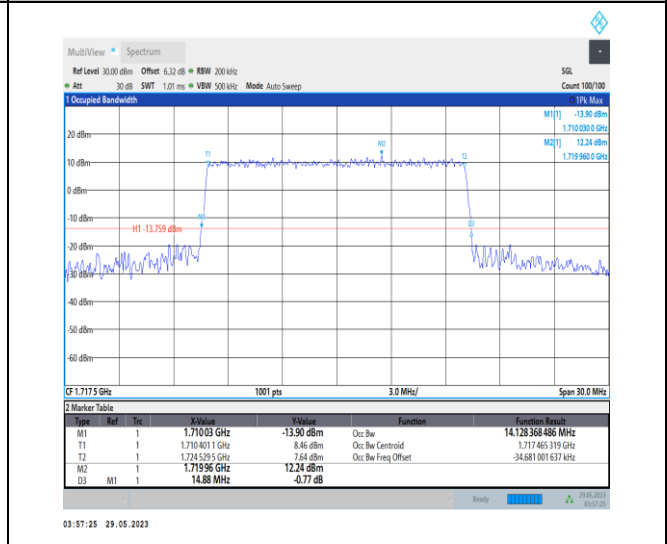 MultiView Spectrum
Ref Level 30.00 dBm Offset 6.32 dB RBW 200 kHz SGL
Att 30 dB SWT 1.01 ms VBW 500 kHz Mode Auto Sweep Count 100/100
1 Occupied Bandwidth 1Pk Max
M1[1] -13.90 dBm
1.710 030 0 GHz
M2[1] 12.24 dBm
1.719 960 0 GHz
20 dBm
M2
T1 T2
10 dBm
0 dBm
-10 dBm
M1 D3
H1 -13.759 dBm
-20 dBm
-30 dBm
-40 dBm
-50 dBm
-60 dBm
CF 1.717 5 GHz 1001 pts 3.0 MHz/ Span 30.0 MHz
2 Marker Table
Type Ref Trc X-Value Y-Value Function Function Result
M1 1 1.710 03 GHz -13.90 dBm Occ Bw 14.128 368 486 MHz
T1 1 1.710 401 1 GHz 8.46 dBm Occ Bw Centroid 1.717 465 319 GHz
T2 1 1.724 529 5 GHz 7.64 dBm Occ Bw Freq Offset -34.681 001 637 kHz
M2 1 1.719 96 GHz 12.24 dBm
D3 M1 1 14.88 MHz -0.77 dB
Ready 29.05.2023
03:57:25
03:57:25 29.05.2023